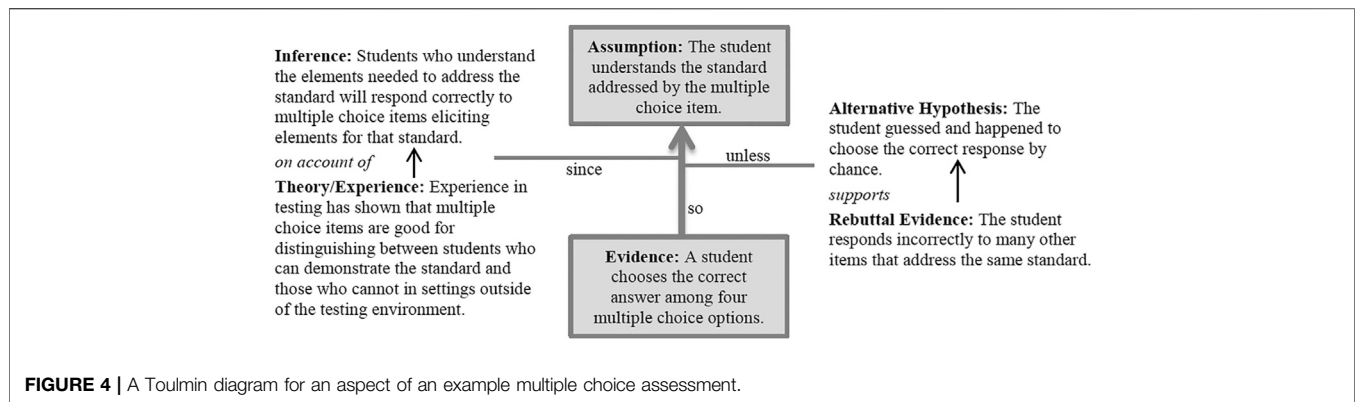 Inference: Students who understand
the elements needed to address the
standard will respond correctly to
multiple choice items eliciting
elements for that standard.
on account of
Theory/Experience: Experience in
testing has shown that multiple
choice items are good for
distinguishing between students who
can demonstrate the standard and
those who cannot in settings outside
of the testing environment.
since
Assumption: The student
understands the standard
addressed by the multiple
choice item.
so
Evidence: A student
chooses the correct
answer among four
multiple choice options.
unless
Alternative Hypothesis: The
student guessed and happened to
choose the correct response by
chance.
supports
Rebuttal Evidence: The student
responds incorrectly to many other
items that address the same standard.
FIGURE 4 | A Toulmin diagram for an aspect of an example multiple choice assessment.